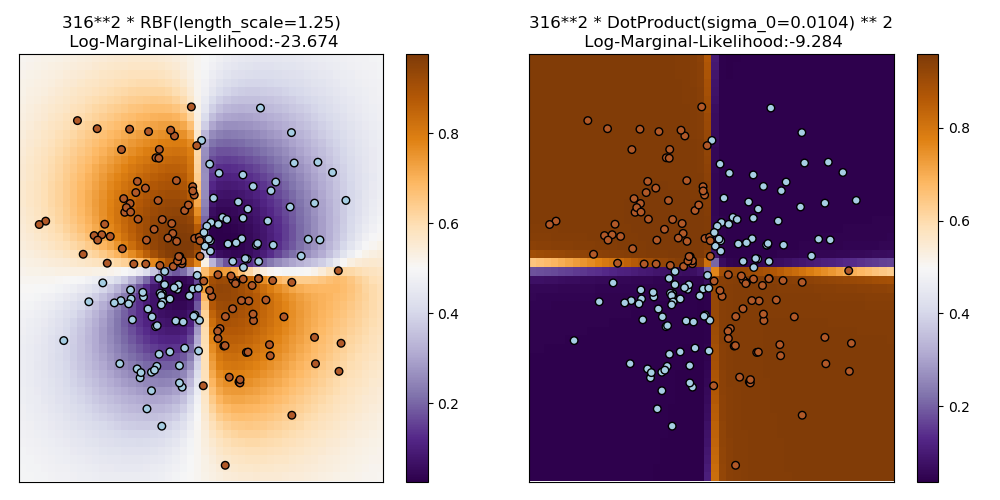 316**2 * RBF(length_scale=1.25)
Log-Marginal-Likelihood:-23.674
0.8
0.6
0.4
0.2
316**2 * DotProduct(sigma_0=0.0104) ** 2
Log-Marginal-Likelihood:-9.284
0.8
0.6
0.4
0.2